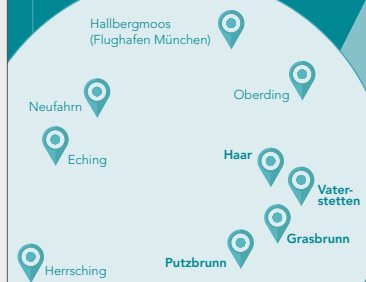 Hallbergmoos
(Flughafen München)
Oberding
Neufahrn
Eching
Haar
Vater-
stetten
Grasbrunn
Putzbrunn
Herrsching